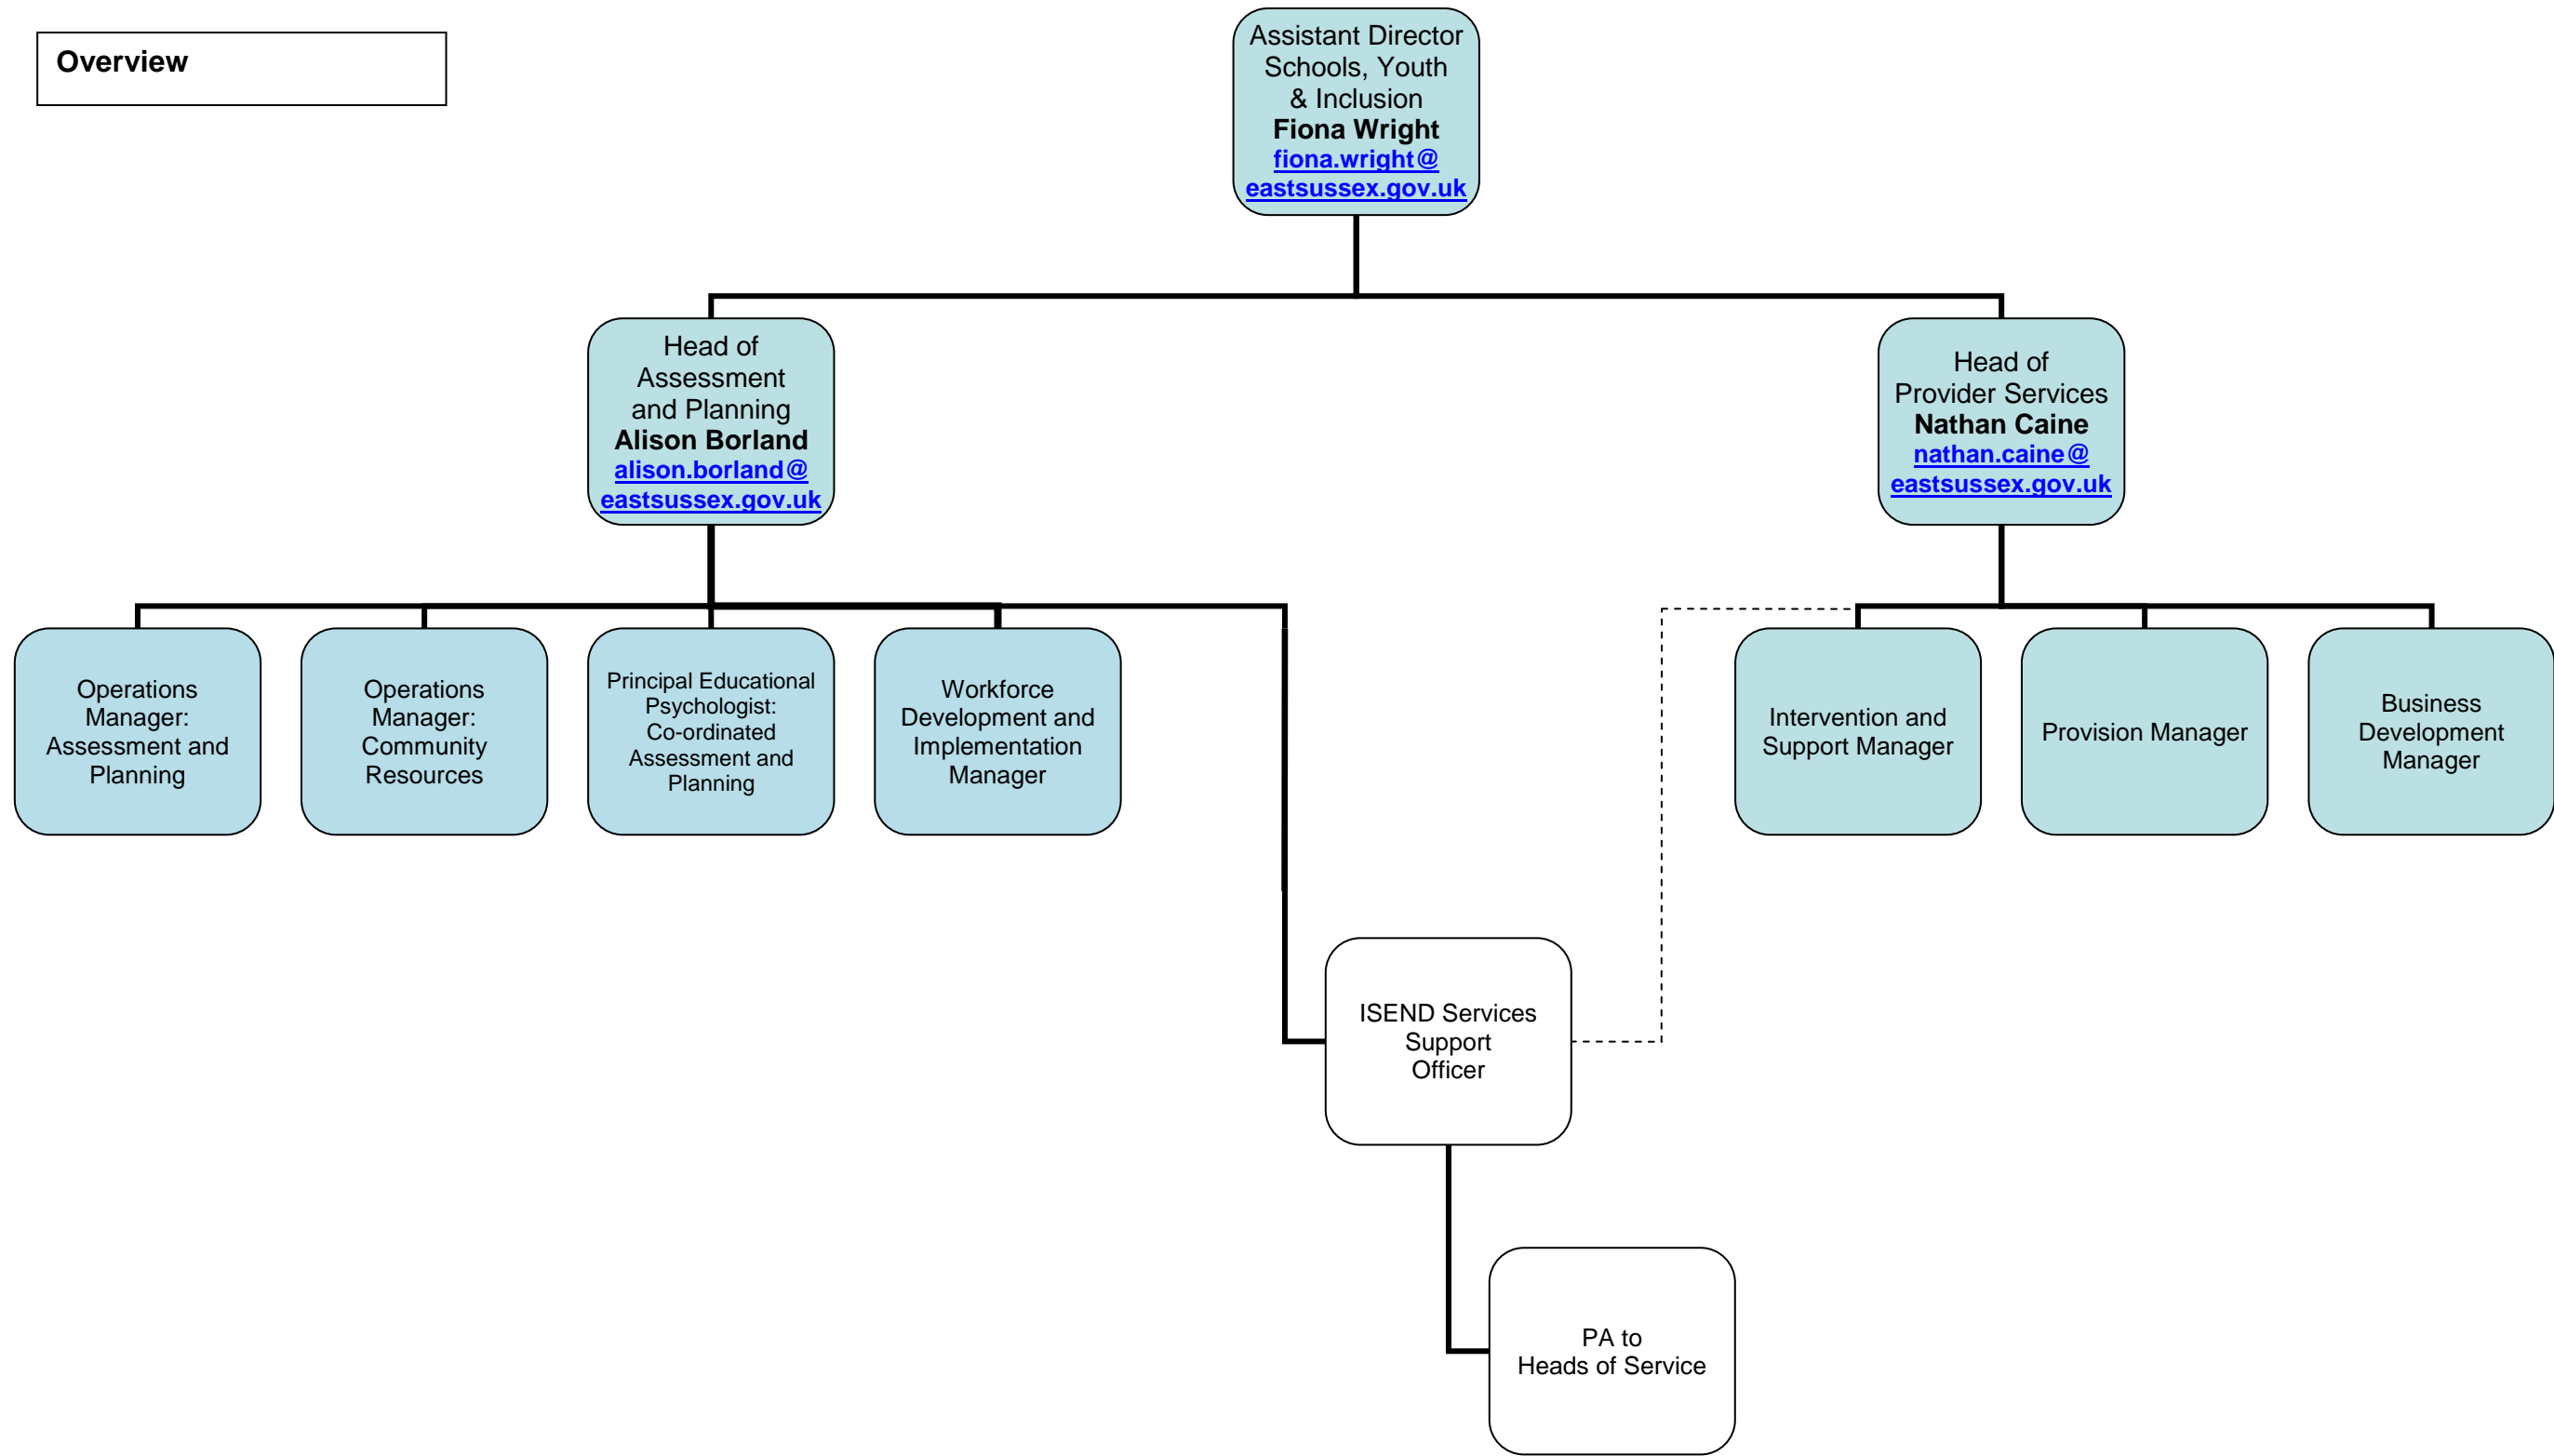 Overview
Assistant Director
Schools, Youth
& Inclusion
Fiona Wright
fiona.wright@
eastsussex.gov.uk
Head of
Assessment
and Planning
Alison Borland
alison.borland@
eastsussex.gov.uk
Head of
Provider Services
Nathan Caine
nathan.caine@
eastsussex.gov.uk
Operations
Manager:
Assessment and
Planning
Operations
Manager:
Community
Resources
Principal Educational
Psychologist:
Co-ordinated
Assessment and
Planning
Workforce
Development and
Implementation
Manager
Intervention and
Support Manager
Provision Manager
Business
Development
Manager
ISEND Services
Support
Officer
PA to
Heads of Service